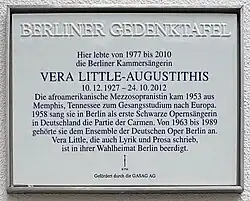 BERLINER GEDENKTAFEL
Hier lebte von 1977 bis 2010
die Berliner Kammersängerin
VERA LITTLE-AUGUSTITHIS
10.12.1927 – 24.10.2012
Die afroamerikanische Mezzosopranistin kam 1953 aus
Memphis, Tennessee zum Gesangsstudium nach Europa.
1958 sang sie in Berlin als erste Schwarze Opernsängerin
in Deutschland die Partie der Carmen. Von 1963 bis 1989
gehörte sie dem Ensemble der Deutschen Oper Berlin an.
Vera Little, die auch Lyrik und Prosa schrieb,
ist in ihrer Wahlheimat Berlin beerdigt.
Gefördert durch die GASAG AG